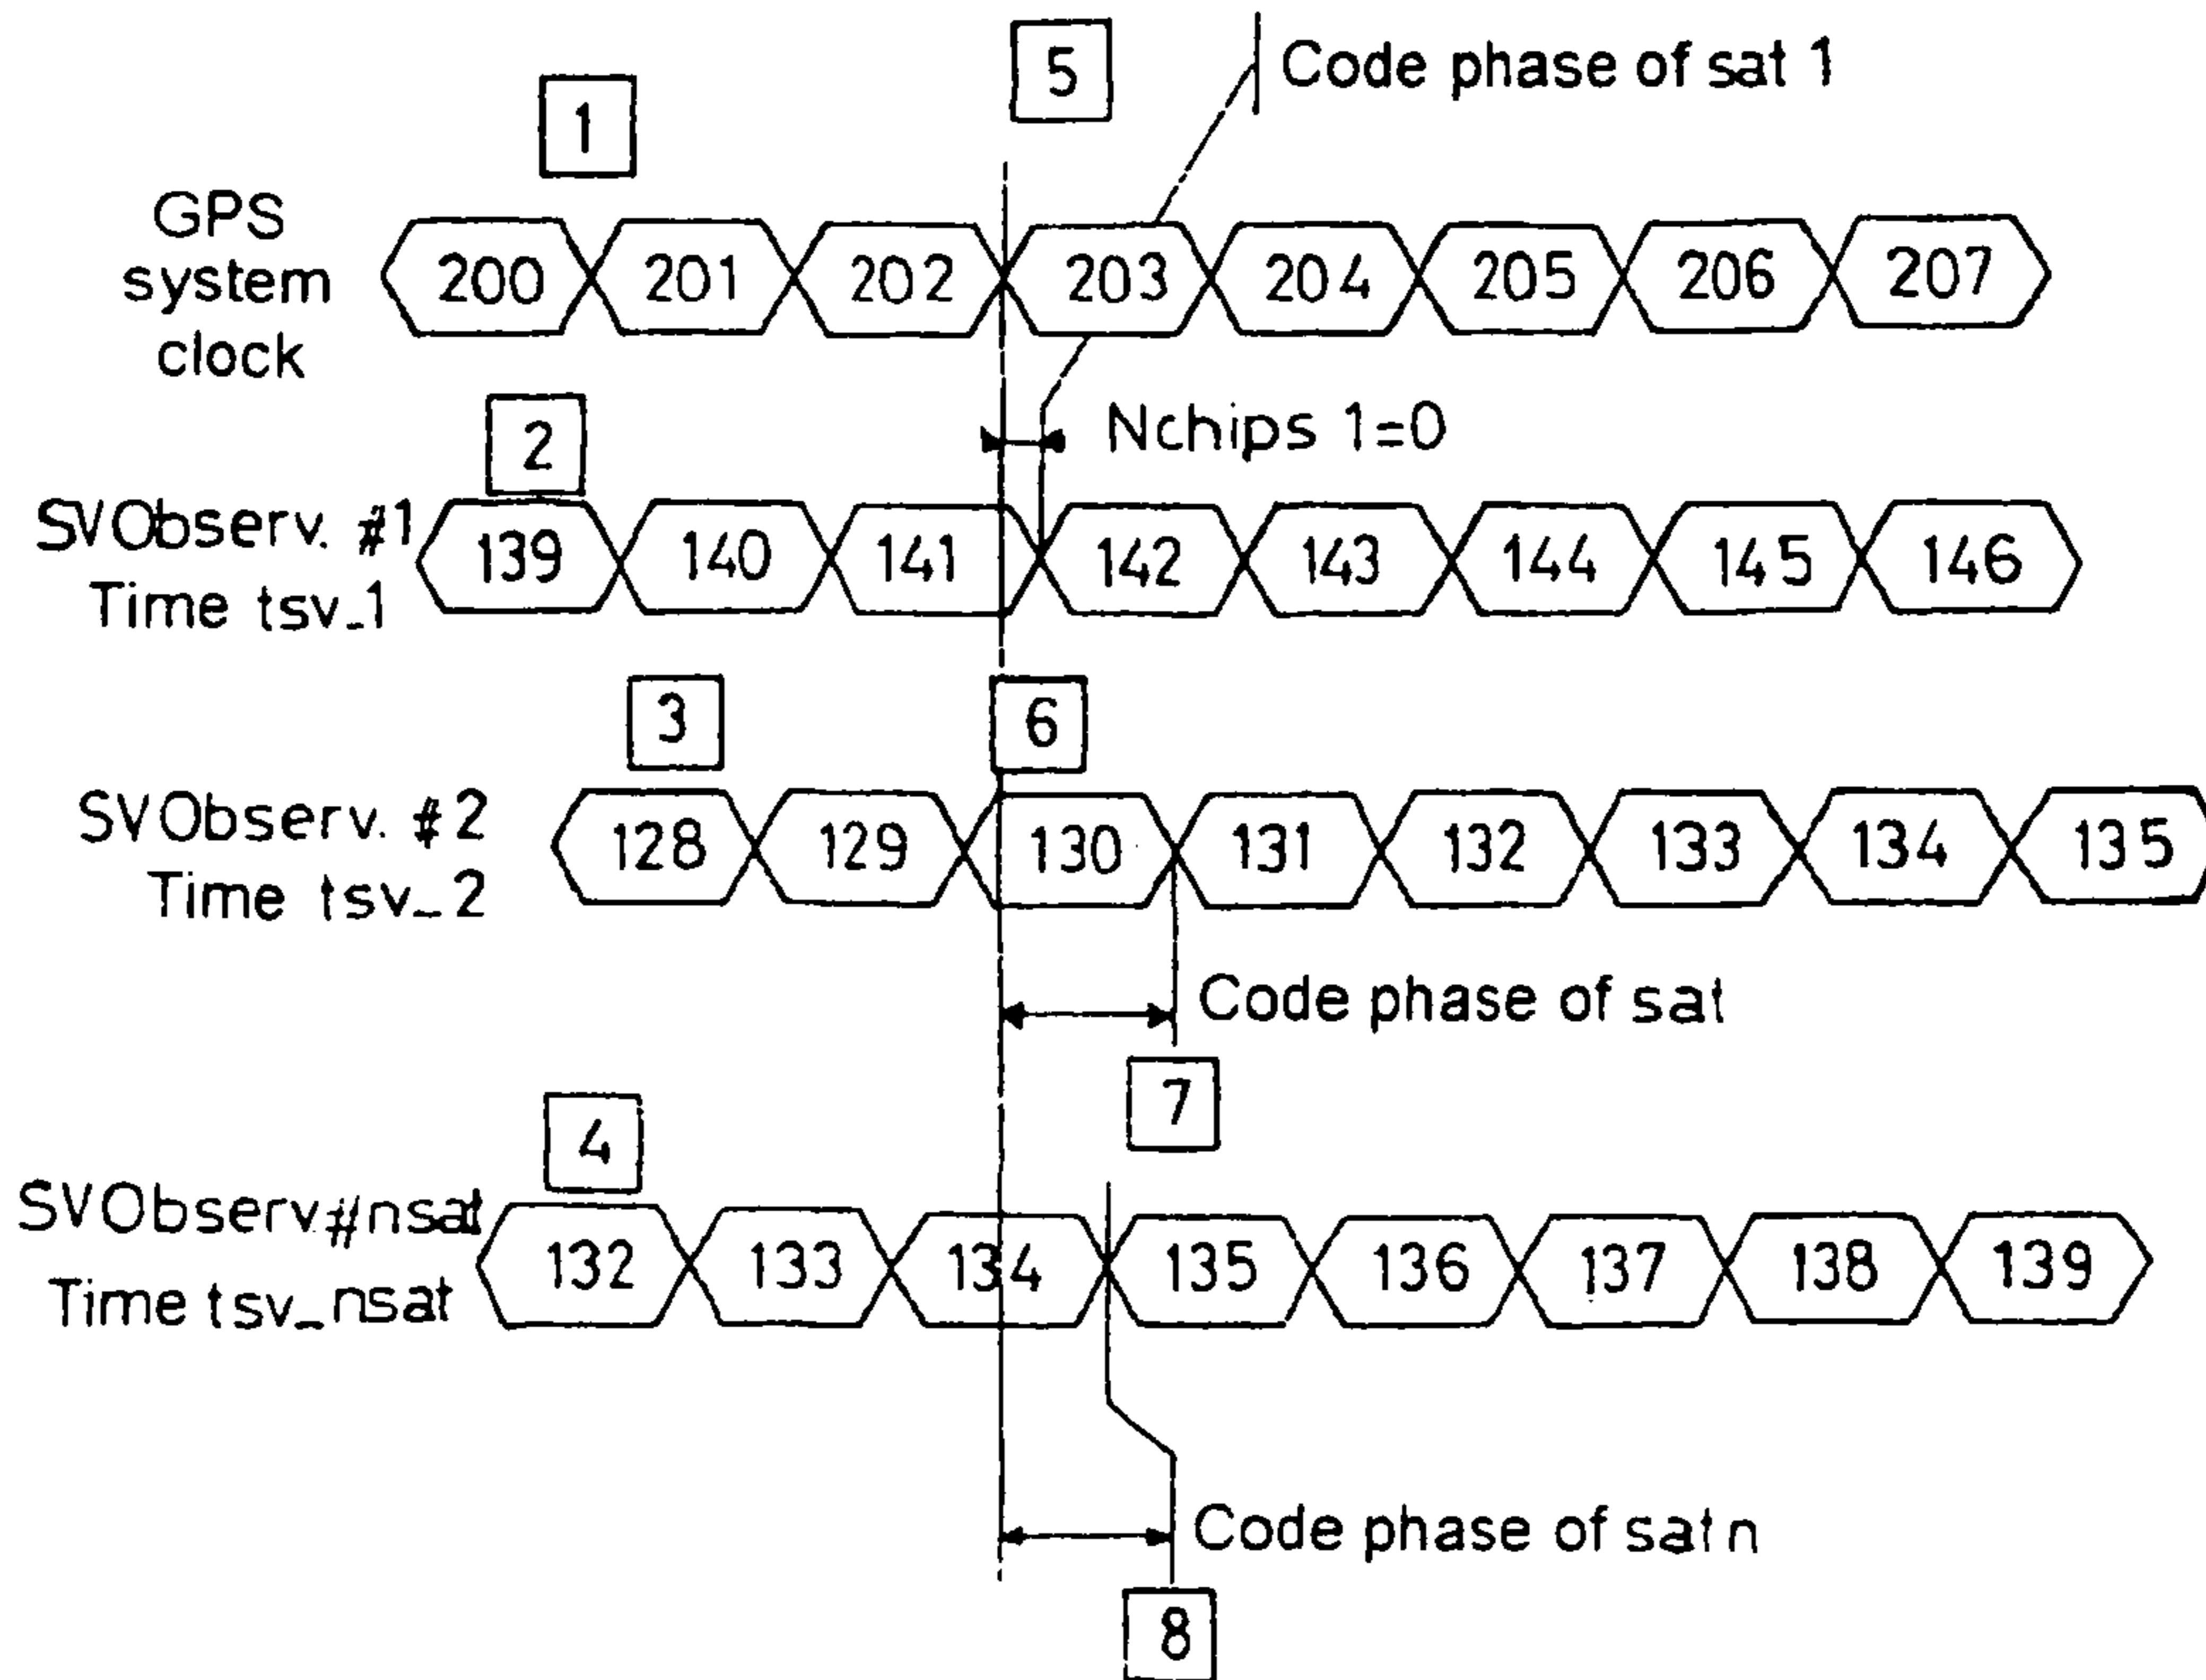 5
Code phase of sat 1
1
GPS
system
clock
200 201 202 203 204 205 206 207
Nchips 1=0
2
SVObserv. #1
Time tsv_1
139 140 141 142 143 144 145 146
3
6
SVObserv. #2
Time tsv_2
128 129 130 131 132 133 134 135
Code phase of sat
7
4
SVObserv#nsat
Time tsv_nsat
132 133 134 135 136 137 138 139
Code phase of sat n
8